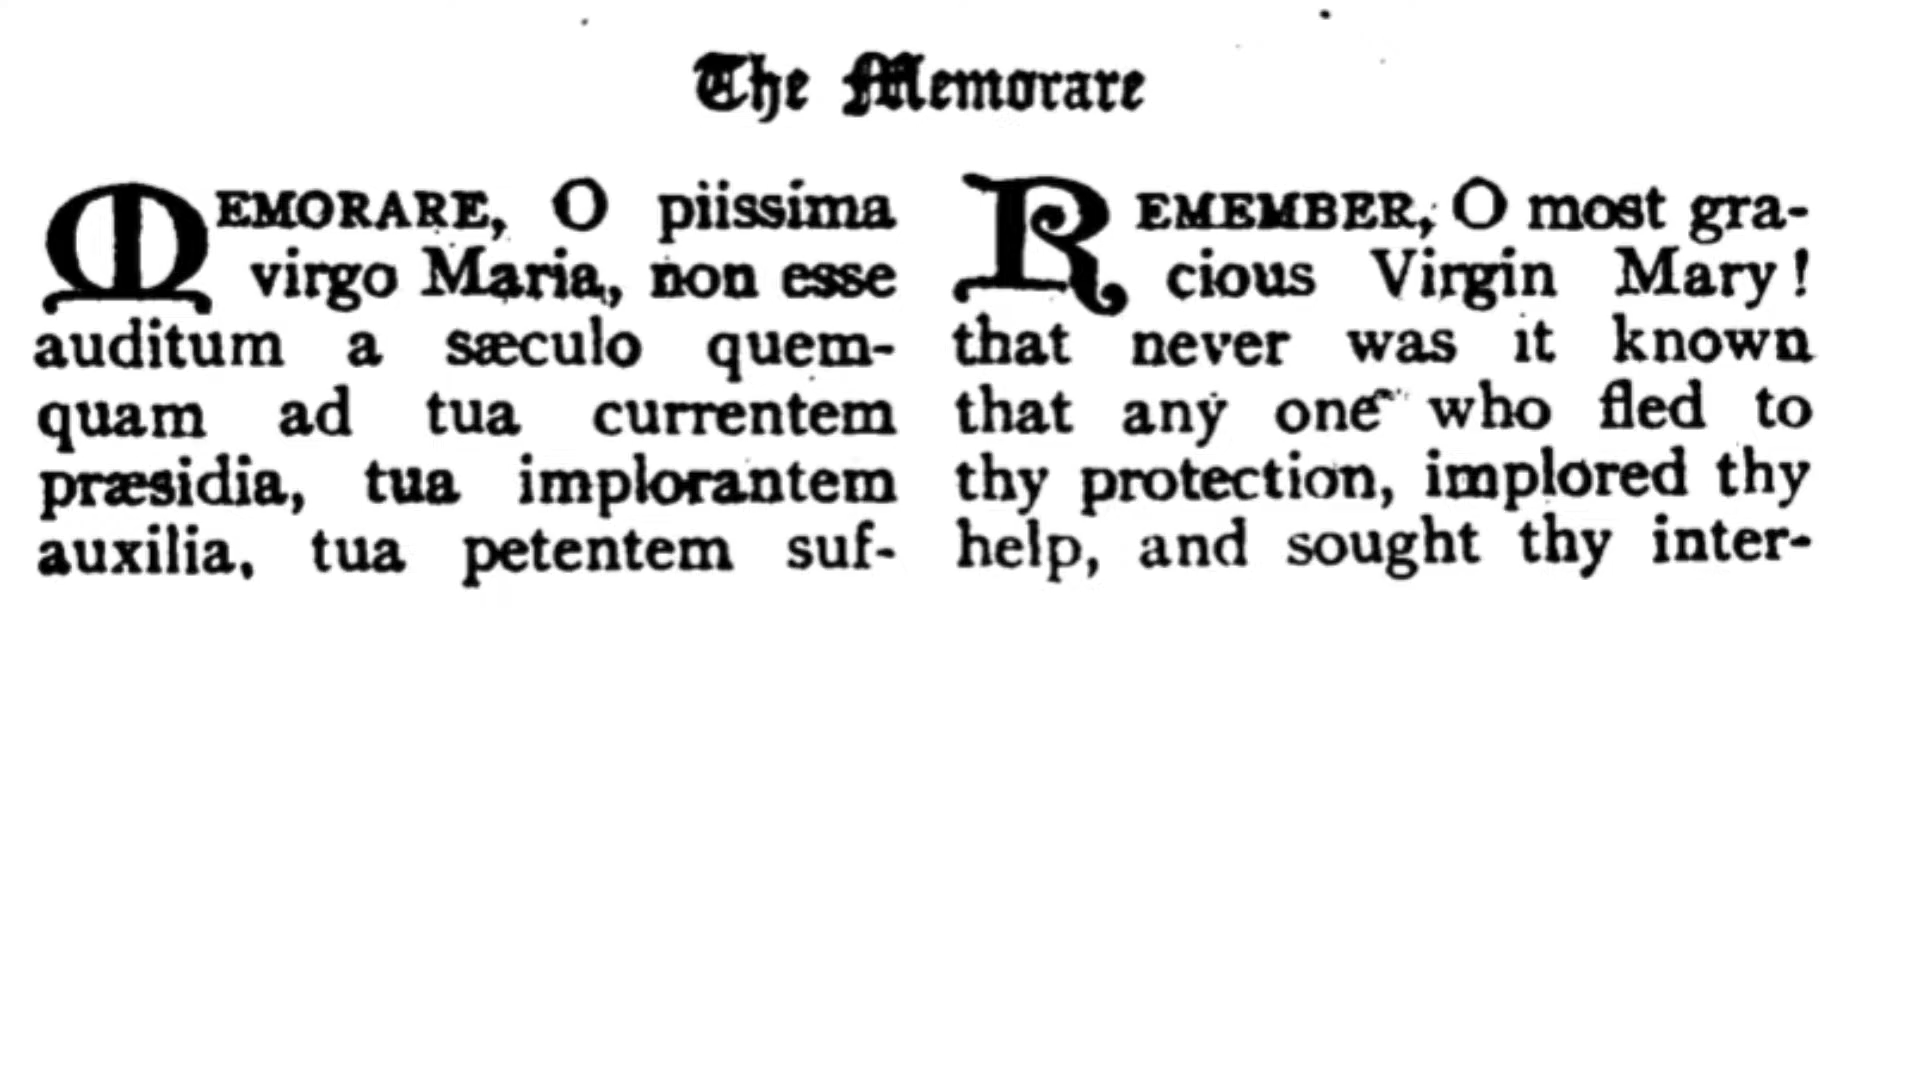 The Memorare
MEMORARE, O piissima
virgo Maria, non esse
auditum a sæculo quem-
quam ad tua currentem
præsidia, tua implorantem
auxilia, tua petentem suf-
REMEMBER, O most gra-
cious Virgin Mary!
that never was it known
that any one who fled to
thy protection, implored thy
help, and sought thy inter-